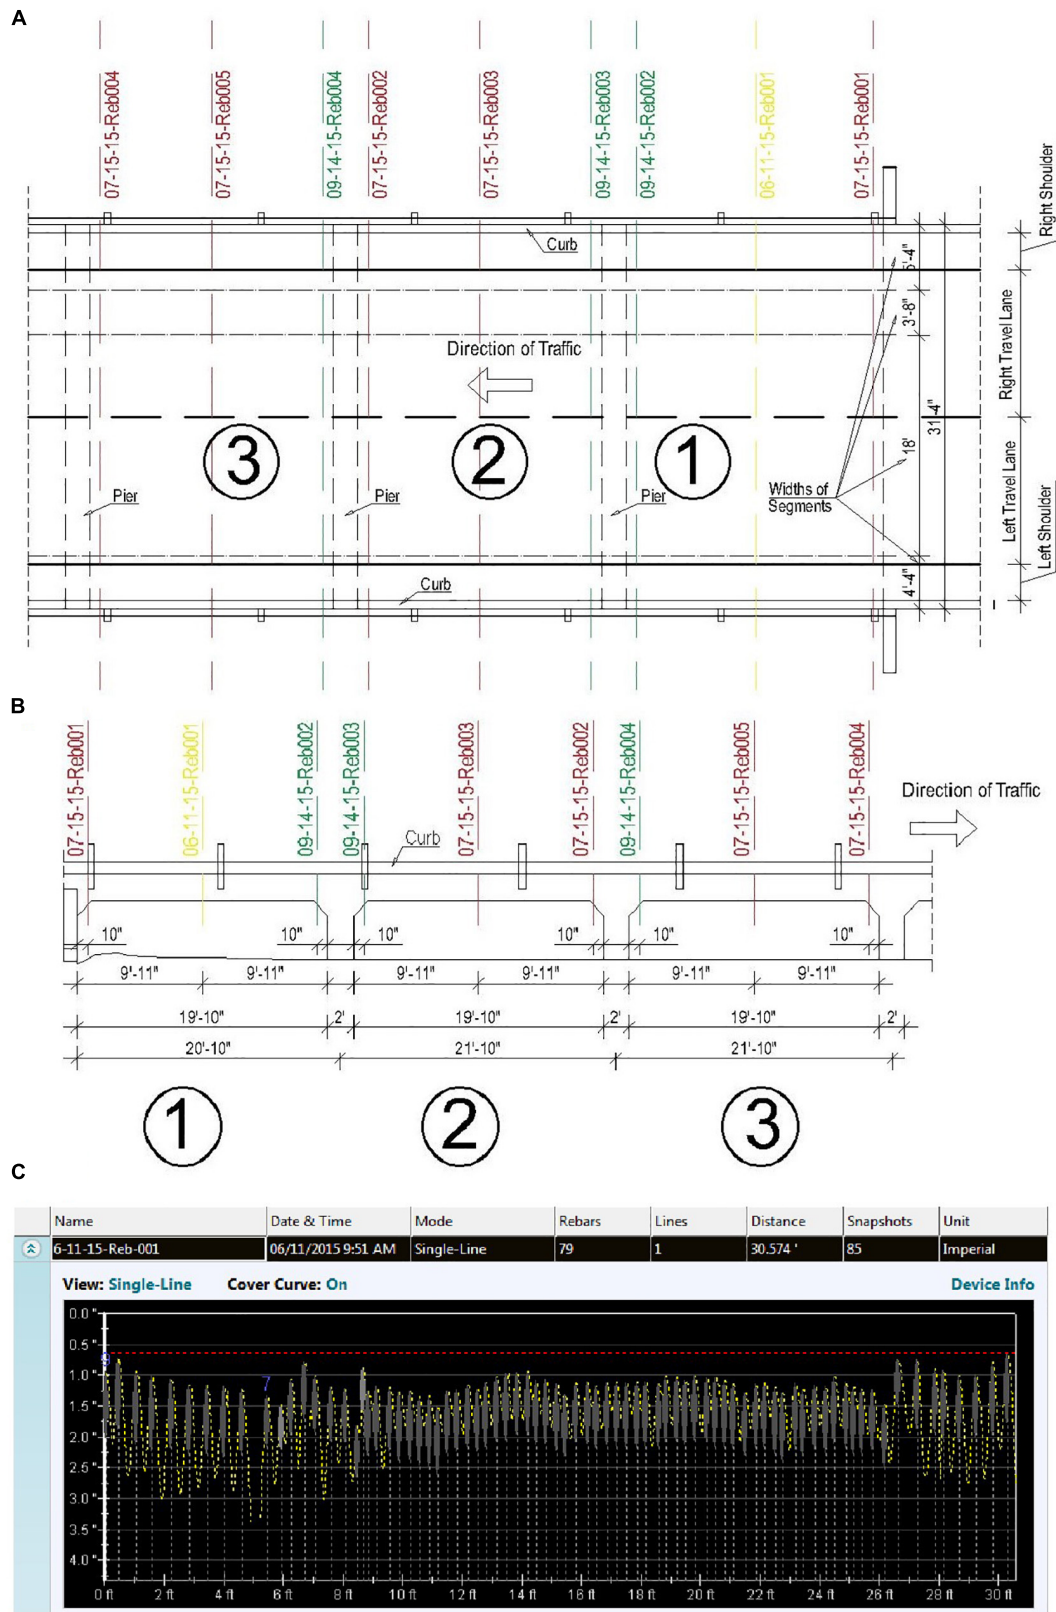 A
07-15-15-Reb004
07-15-15-Reb005
09-14-15-Reb004
07-15-15-Reb002
07-15-15-Reb003
09-14-15-Reb003
09-14-15-Reb002
06-11-15-Reb001
07-15-15-Reb001
Right Shoulder
Curb
3'-8"
Right Travel Lane
Direction of Traffic
31'-4"
3
2
1
18'
Pier
Pier
Pier
Widths of
Segments
Left Travel Lane
Left Shoulder
Curb
4'-4"
B
07-15-15-Reb001
06-11-15-Reb001
09-14-15-Reb002
09-14-15-Reb003
07-15-15-Reb003
07-15-15-Reb002
09-14-15-Reb004
07-15-15-Reb005
07-15-15-Reb004
Direction of Traffic
Curb
10" 10" 10" 10" 10" 10"
9'-11" 9'-11" 9'-11" 9'-11" 9'-11" 9'-11"
19'-10" 2' 19'-10" 2' 19'-10" 2'
20'-10" 21'-10" 21'-10"
1 2 3
C
Name Date & Time Mode Rebars Lines Distance Snapshots Unit
6-11-15-Reb-001 06/11/2015 9:51 AM Single-Line 79 1 30.574 ' 85 Imperial
View: Single-Line Cover Curve: On Device Info
0.0 "
0.5 "
1.0 "
1.5 "
2.0 "
2.5 "
3.0 "
3.5 "
4.0 "
7
0 ft 2 ft 4 ft 6 ft 8 ft 10 ft 12 ft 14 ft 16 ft 18 ft 20 ft 22 ft 24 ft 26 ft 28 ft 30 ft